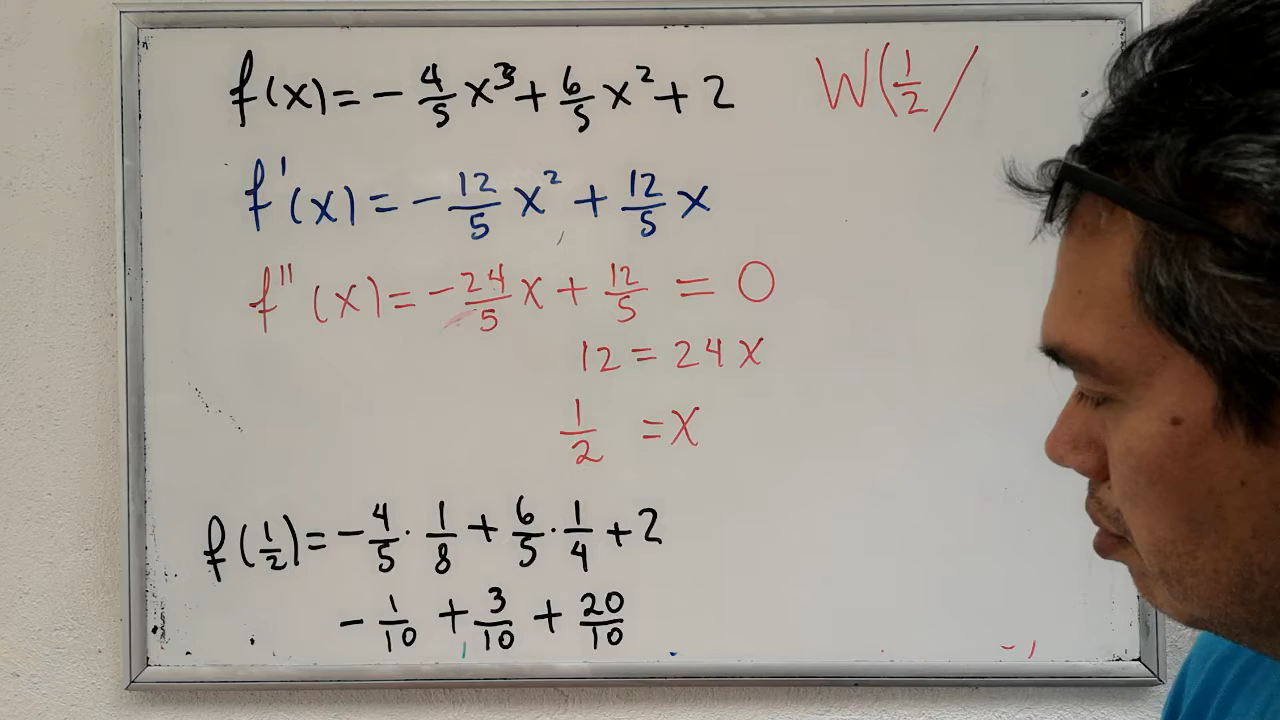 f(x) = - 4/5 x³ + 6/5 x² + 2
W(1/2 /
f'(x) = - 12/5 x² + 12/5 x
f''(x) = - 24/5 x + 12/5 = 0
12 = 24x
1/2 = x
f(1/2) = - 4/5 · 1/8 + 6/5 · 1/4 + 2
- 1/10 + 3/10 + 20/10